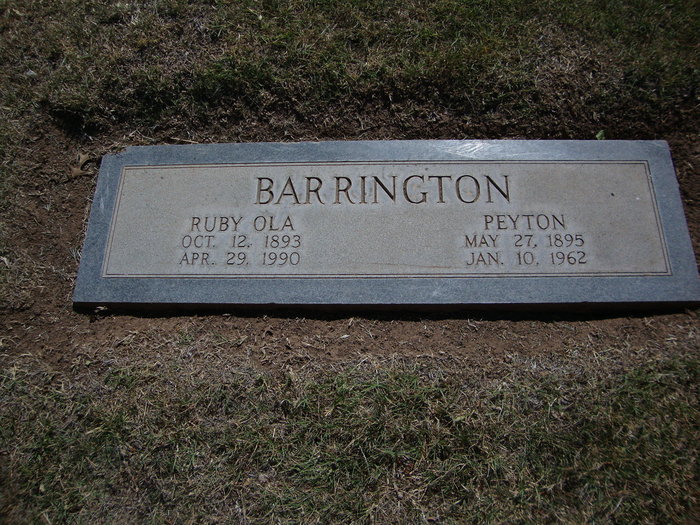 BARRINGTON
RUBY OLA
OCT. 12, 1893
APR. 29, 1990
PEYTON
MAY 27, 1895
JAN. 10, 1962